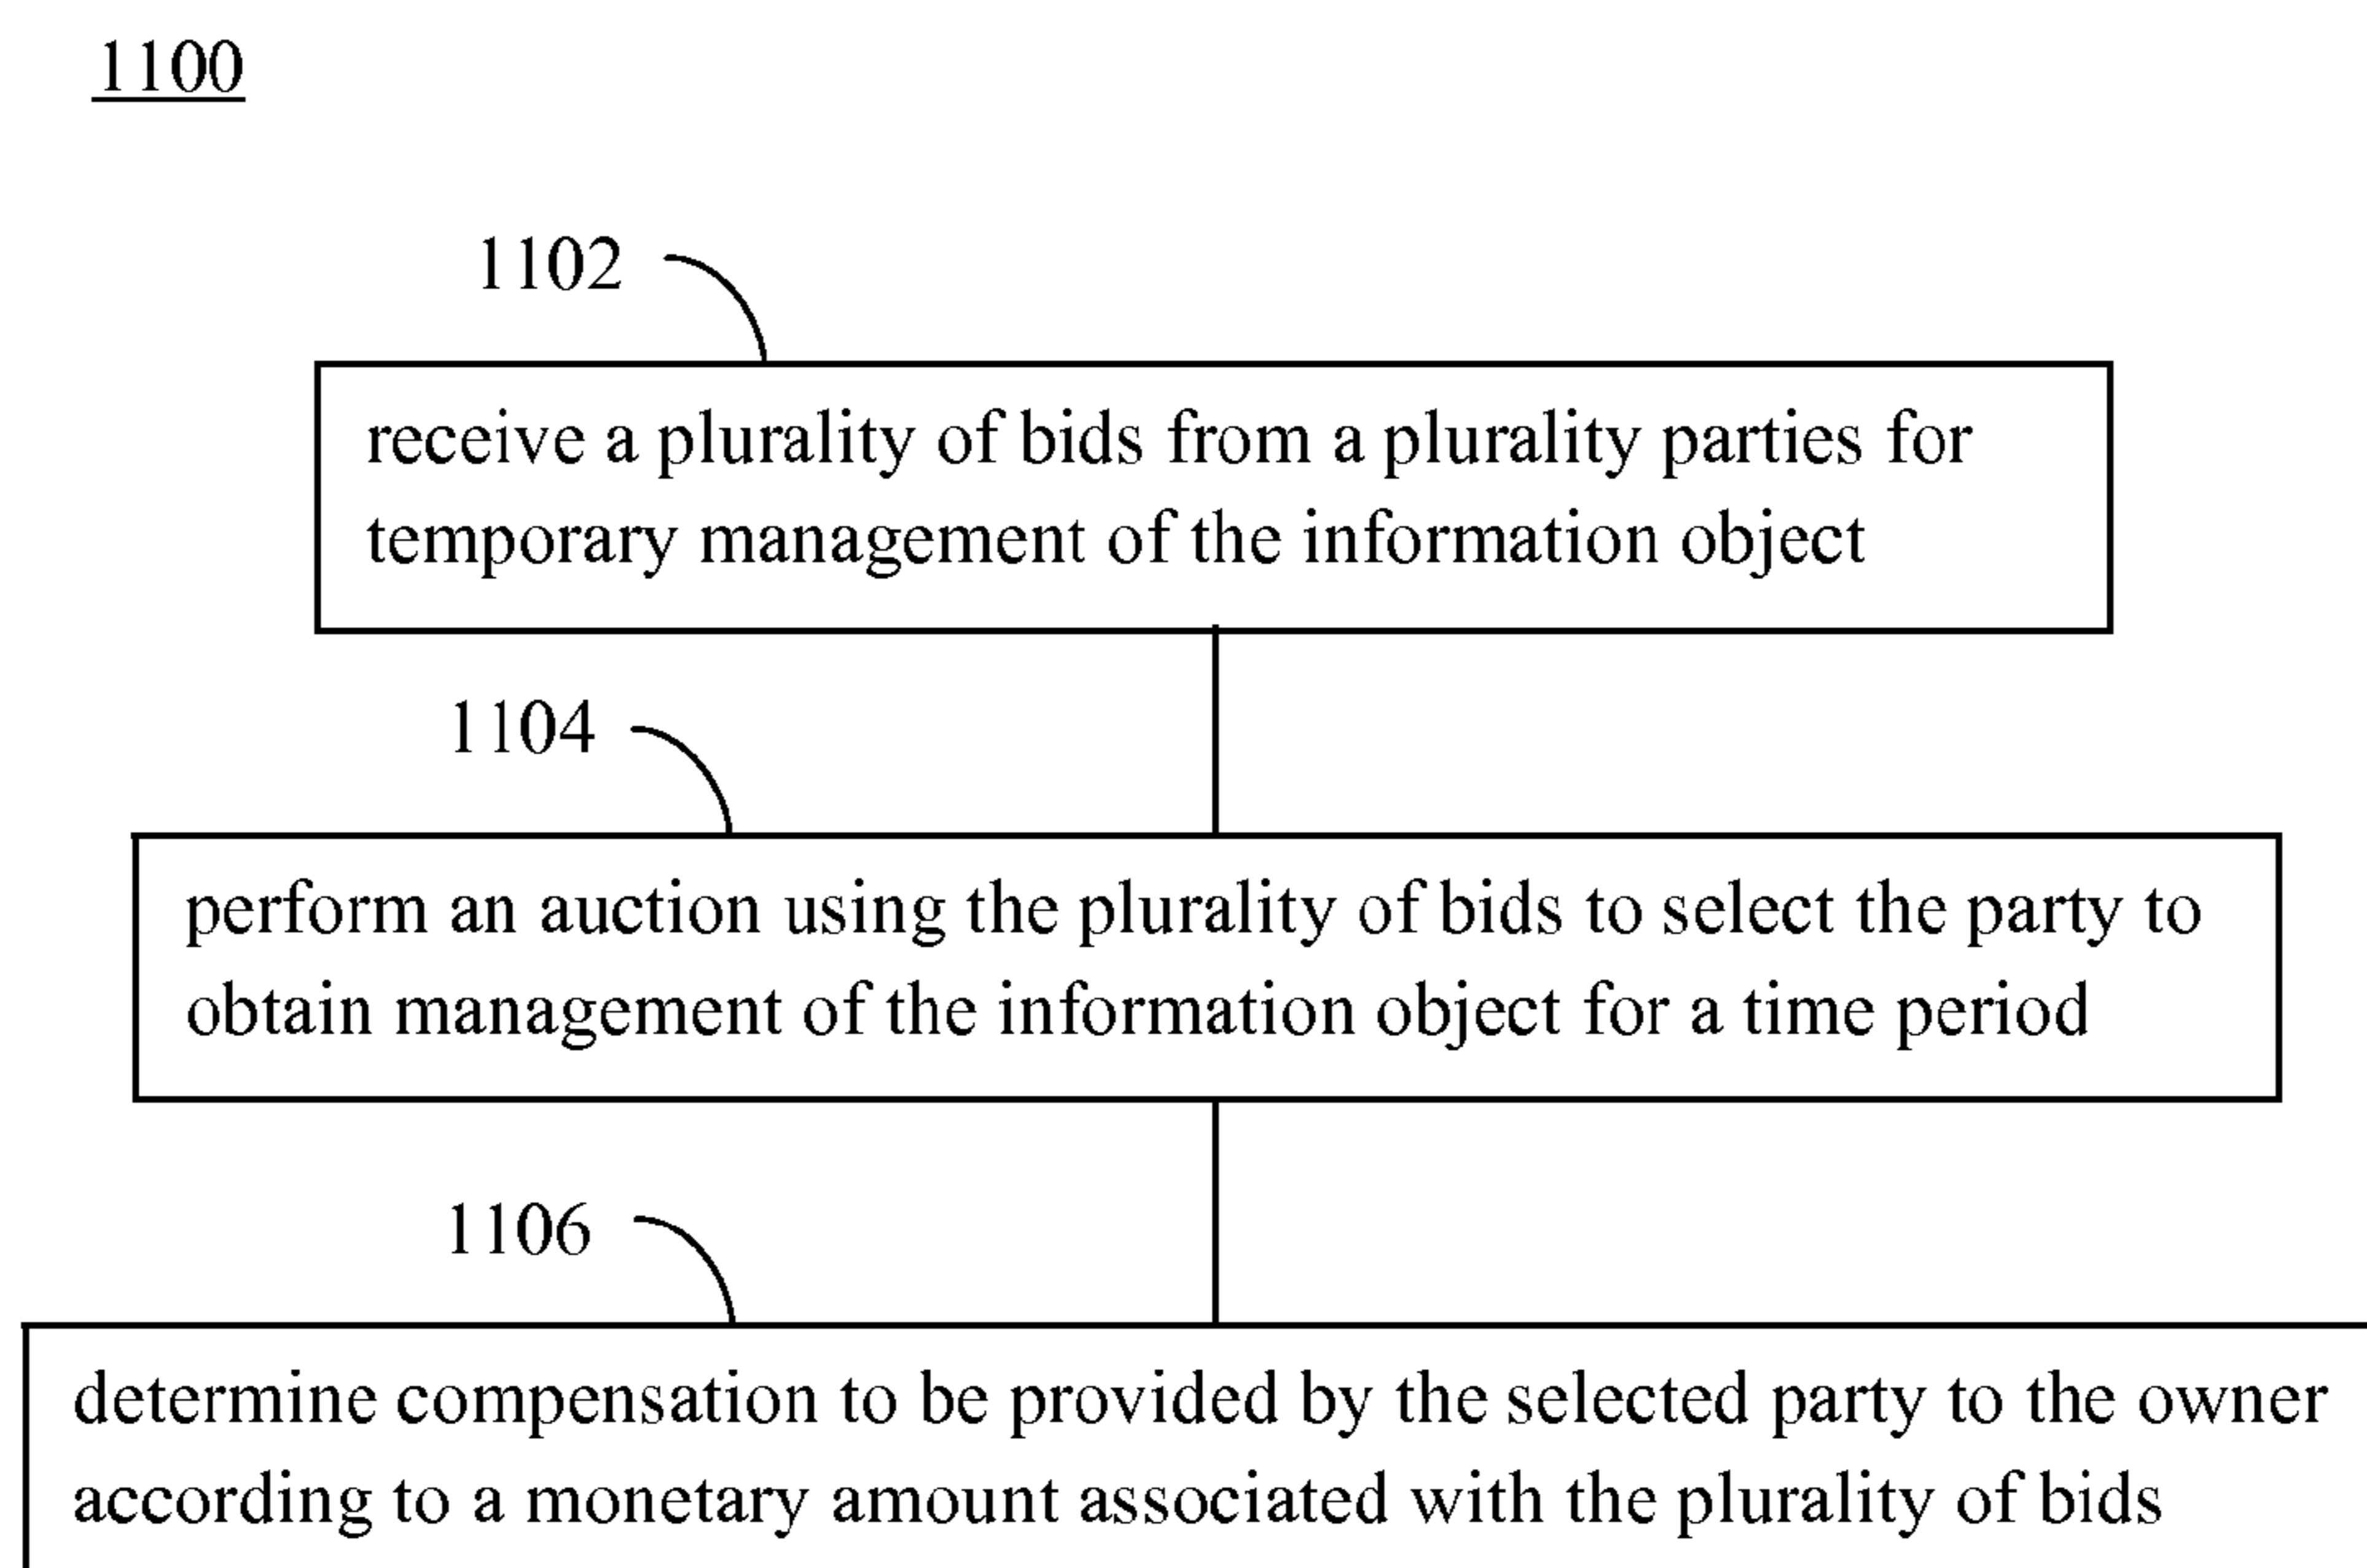 1100
1102
receive a plurality of bids from a plurality parties for
temporary management of the information object
1104
perform an auction using the plurality of bids to select the party to
obtain management of the information object for a time period
1106
determine compensation to be provided by the selected party to the owner
according to a monetary amount associated with the plurality of bids